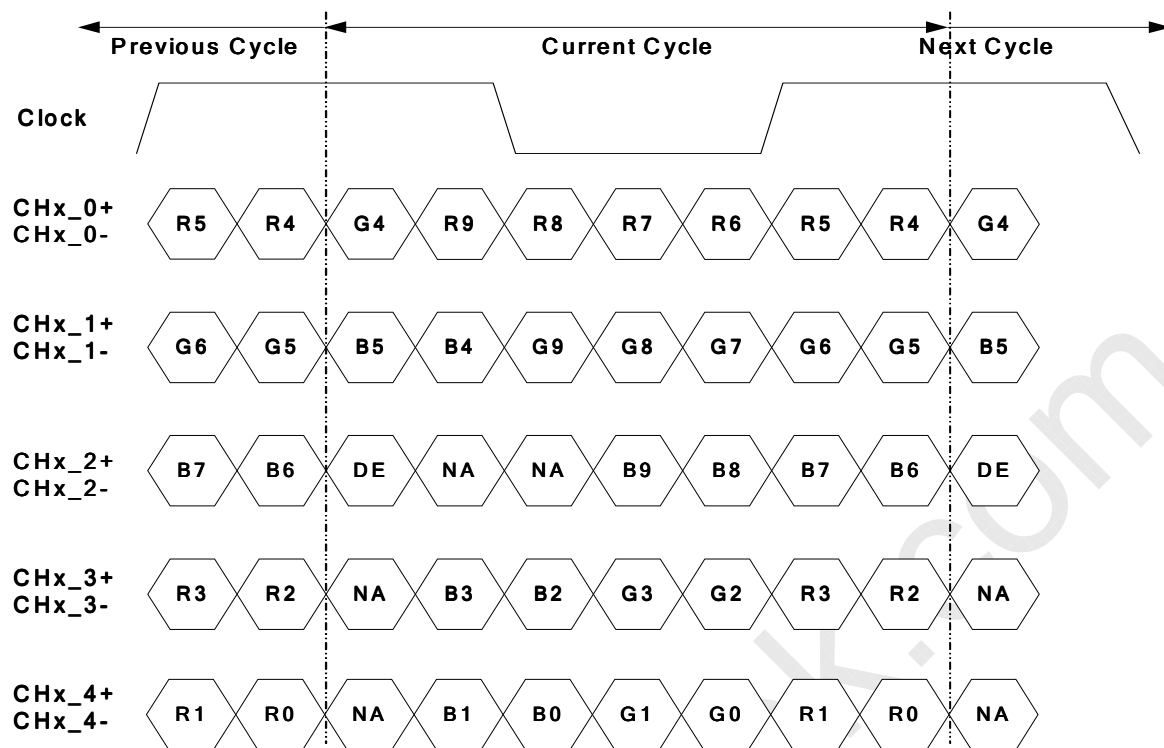 Previous Cycle Current Cycle Next Cycle
Clock
CHx_0+
CHx_0-
R5 R4 G4 R9 R8 R7 R6 R5 R4 G4
CHx_1+
CHx_1-
G6 G5 B5 B4 G9 G8 G7 G6 G5 B5
CHx_2+
CHx_2-
B7 B6 DE NA NA B9 B8 B7 B6 DE
CHx_3+
CHx_3-
R3 R2 NA B3 B2 G3 G2 R3 R2 NA
CHx_4+
CHx_4-
R1 R0 NA B1 B0 G1 G0 R1 R0 NA
k.com